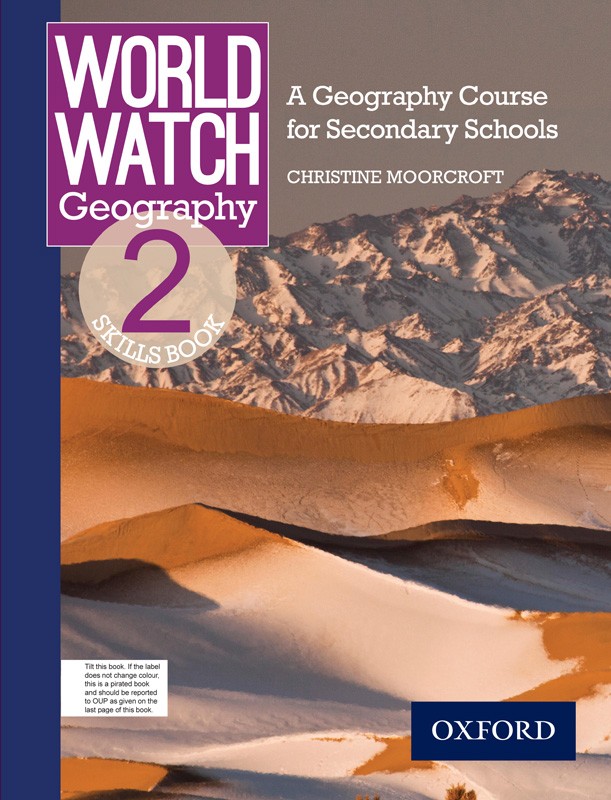 WORLD
WATCH
Geography
2
SKILLS BOOK
A Geography Course
for Secondary Schools
CHRISTINE MOORCROFT
Tilt this book. If the label
does not change colour,
this is a pirated book
and should be reported
to OUP as given on the
last page of this book.
OXFORD